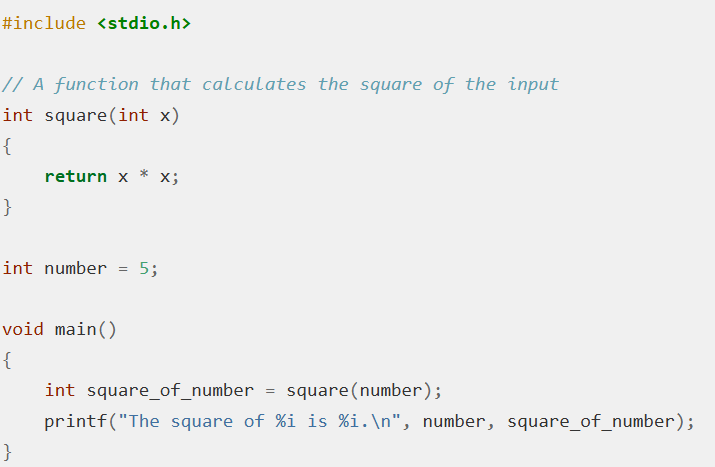 #include <stdio.h>
// A function that calculates the square of the input
int square(int x)
{
    return x * x;
}
int number = 5;
void main()
{
    int square_of_number = square(number);
    printf("The square of %i is %i.\n", number, square_of_number);
}